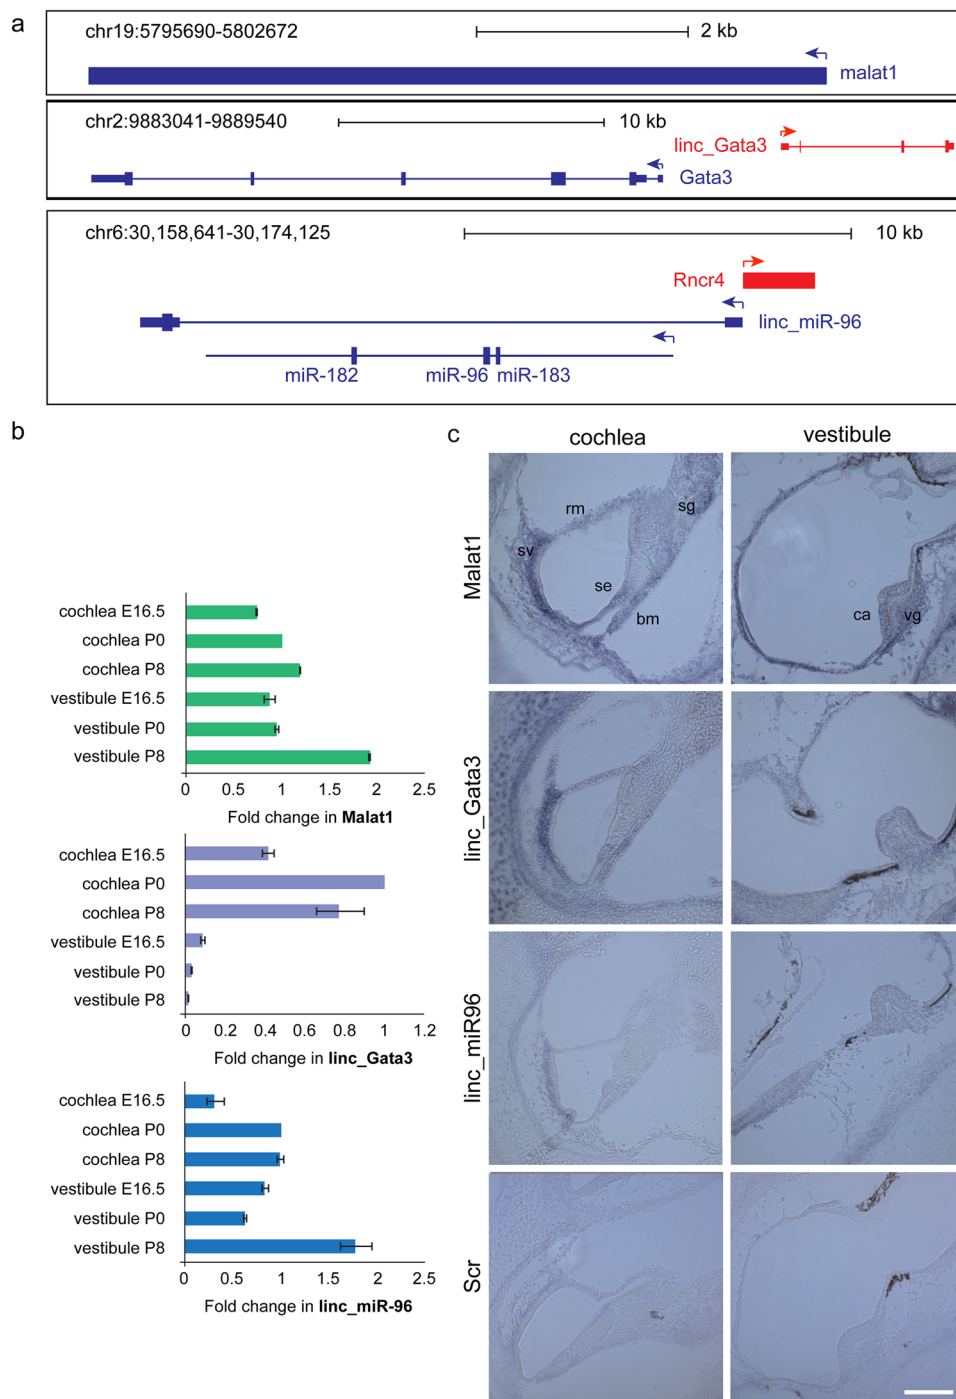 a
chr19:5795690-5802672
2 kb
malat1
chr2:9883041-9889540
10 kb
linc_Gata3
Gata3
chr6:30,158,641-30,174,125
10 kb
Rncr4
linc_miR-96
miR-182
miR-96
miR-183
b
cochlea E16.5
cochlea P0
cochlea P8
vestibule E16.5
vestibule P0
vestibule P8
0 0.5 1 1.5 2 2.5
Fold change in Malat1
cochlea E16.5
cochlea P0
cochlea P8
vestibule E16.5
vestibule P0
vestibule P8
0 0.2 0.4 0.6 0.8 1.0 1.2
Fold change in linc_Gata3
cochlea E16.5
cochlea P0
cochlea P8
vestibule E16.5
vestibule P0
vestibule P8
0 0.5 1 1.5 2 2.5
Fold change in linc_miR-96
c
cochlea
vestibule
Malat1
rm
sg
sv
se
bm
ca
vg
linc_Gata3
linc_miR96
Scr